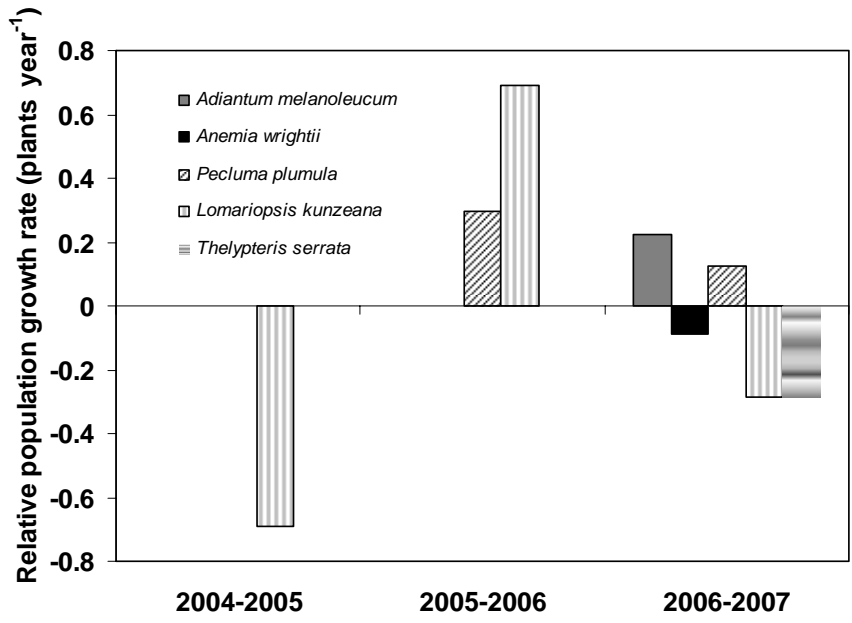 Relative population growth rate (plants year-1)
0.8
0.6
0.4
0.2
0
-0.2
-0.4
-0.6
-0.8
Adiantum melanoleucum
Anemia wrightii
Pecluma plumula
Lomariopsis kunzeana
Thelypteris serrata
2004-2005
2005-2006
2006-2007